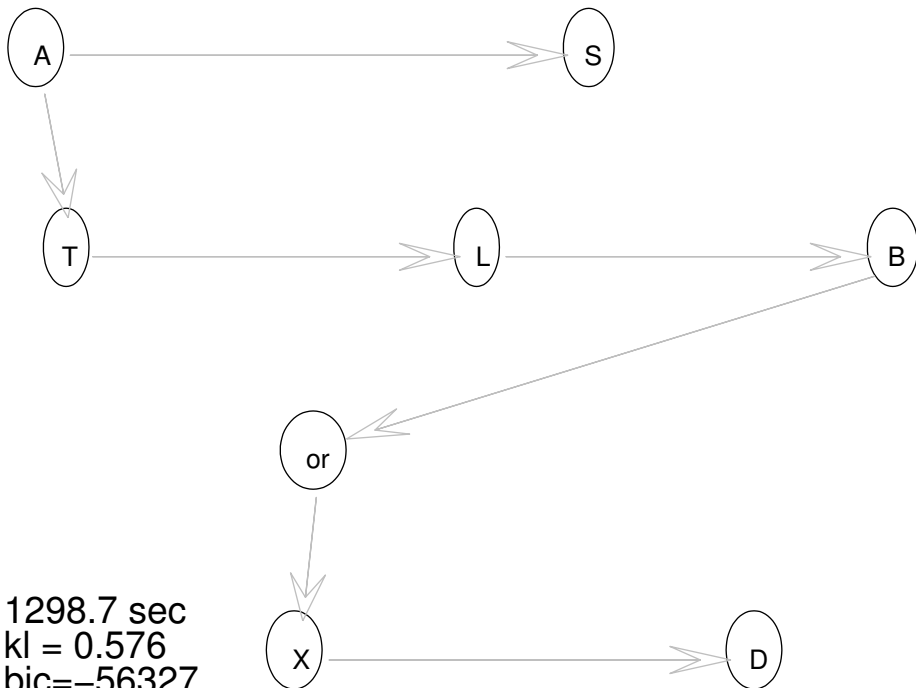 A
S
T
L
B
or
X
D
1298.7 sec
kl = 0.576
bic=−56327